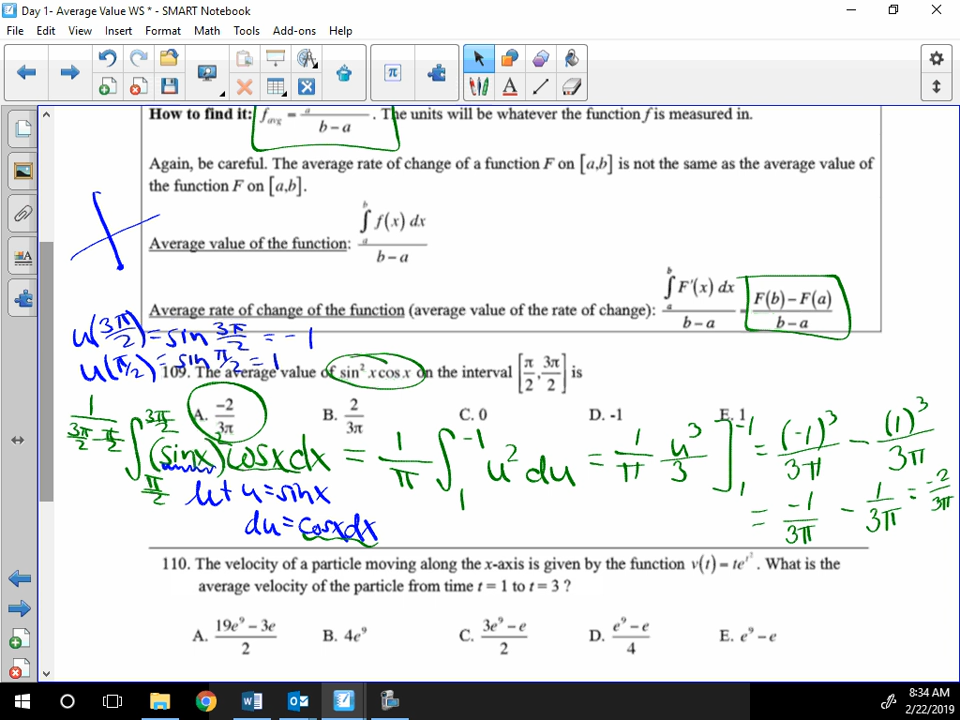 Day 1- Average Value WS * - SMART Notebook
File Edit View Insert Format Math Tools Add-ons Help
How to find it: f_avg = a / b – a . The units will be whatever the function f is measured in.
Again, be careful. The average rate of change of a function F on [a,b] is not the same as the average value of
the function F on [a,b].
Average value of the function: ∫_a^b f(x) dx / b – a
Average rate of change of the function (average value of the rate of change): ∫_a^b F'(x) dx / b – a = F(b) – F(a) / b – a
u(3π/2) = sin 3π/2 = -1
u(π/2) = sin π/2 = 1
109. The average value of sin² x cos x on the interval [π/2, 3π/2] is
A. –2/3π B. 2/3π C. 0 D. -1 E. 1
1/(3π/2 - π/2) ∫_{π/2}^{3π/2} (sinx)² cosx dx = 1/π ∫_1^{-1} u² du = 1/π u³/3 ]_1^{-1} = (-1)³/3π - (1)³/3π
let u = sinx
du = cosxdx
= -1/3π - 1/3π = -2/3π
110. The velocity of a particle moving along the x-axis is given by the function v(t) = te^{t²} . What is the
average velocity of the particle from time t = 1 to t = 3 ?
A. 19e⁹ – 3e / 2 B. 4e⁹ C. 3e⁹ – e / 2 D. e⁹ – e / 4 E. e⁹ – e
8:34 AM
2/22/2019